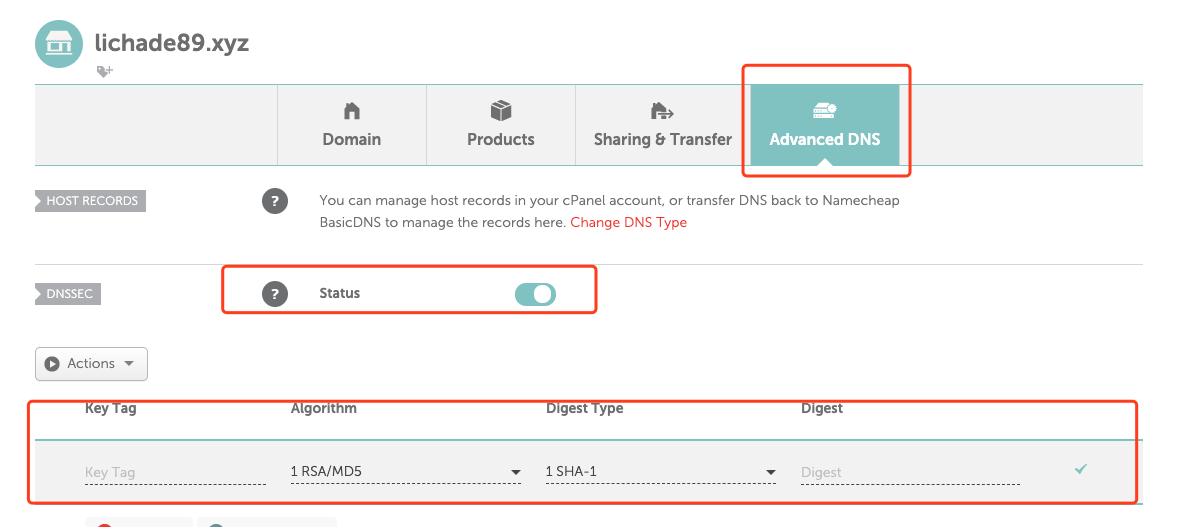 lichade89.xyz
Domain
Products
Sharing & Transfer
Advanced DNS
HOST RECORDS
?
You can manage host records in your cPanel account, or transfer DNS back to Namecheap
BasicDNS to manage the records here. Change DNS Type
DNSSEC
?
Status
Actions
Key Tag
Algorithm
Digest Type
Digest
Key Tag
1 RSA/MD5
1 SHA-1
Digest